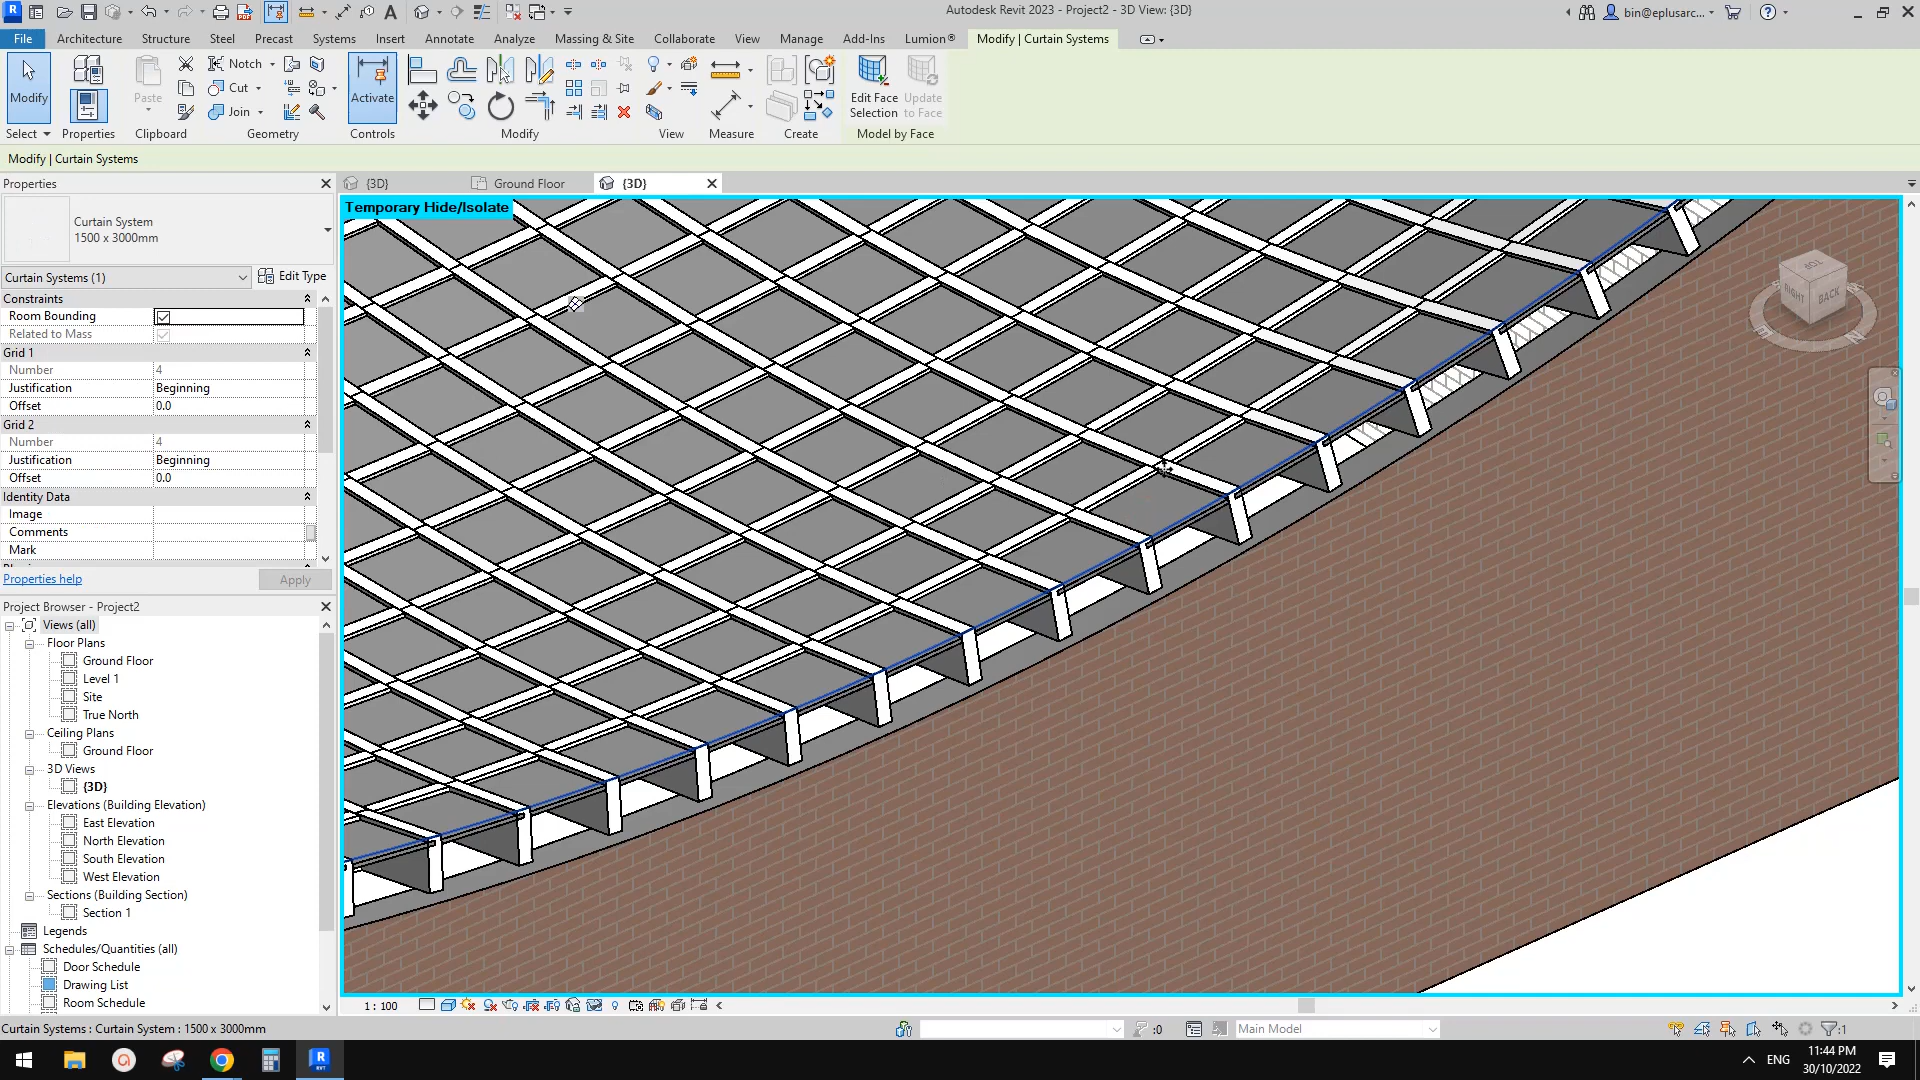 Autodesk Revit 2023 - Project2 - 3D View: {3D}
bin@eplusarc...
File Architecture Structure Steel Precast Systems Insert Annotate Analyze Massing & Site Collaborate View Manage Add-Ins Lumion® Modify | Curtain Systems
Modify
Paste
Notch
Cut
Join
Activate
Edit Face Selection
Update to Face
Select Properties Clipboard Geometry Controls Modify View Measure Create Model by Face
Modify | Curtain Systems
Properties
{3D}
Ground Floor
{3D}
Temporary Hide/Isolate
Curtain System
1500 x 3000mm
Curtain Systems (1)
Edit Type
Constraints
Room Bounding
Related to Mass
Grid 1
Number 4
Justification Beginning
Offset 0.0
Grid 2
Number 4
Justification Beginning
Offset 0.0
Identity Data
Image
Comments
Mark
Properties help
Apply
TOP
RIGHT
BACK
Project Browser - Project2
Views (all)
Floor Plans
Ground Floor
Level 1
Site
True North
Ceiling Plans
Ground Floor
3D Views
{3D}
Elevations (Building Elevation)
East Elevation
North Elevation
South Elevation
West Elevation
Sections (Building Section)
Section 1
Legends
Schedules/Quantities (all)
Door Schedule
Drawing List
Room Schedule
1 : 100
Curtain Systems : Curtain System : 1500 x 3000mm
:0
Main Model
:1
ENG
11:44 PM
30/10/2022